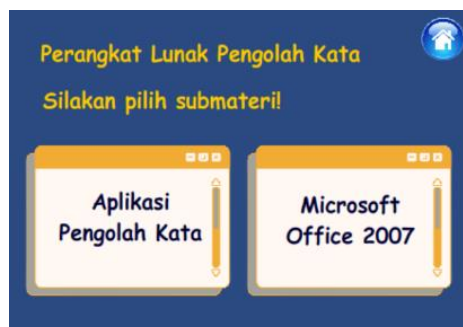 Perangkat Lunak Pengolah Kata
Silakan pilih submateri!
Aplikasi
Pengolah Kata
Microsoft
Office 2007